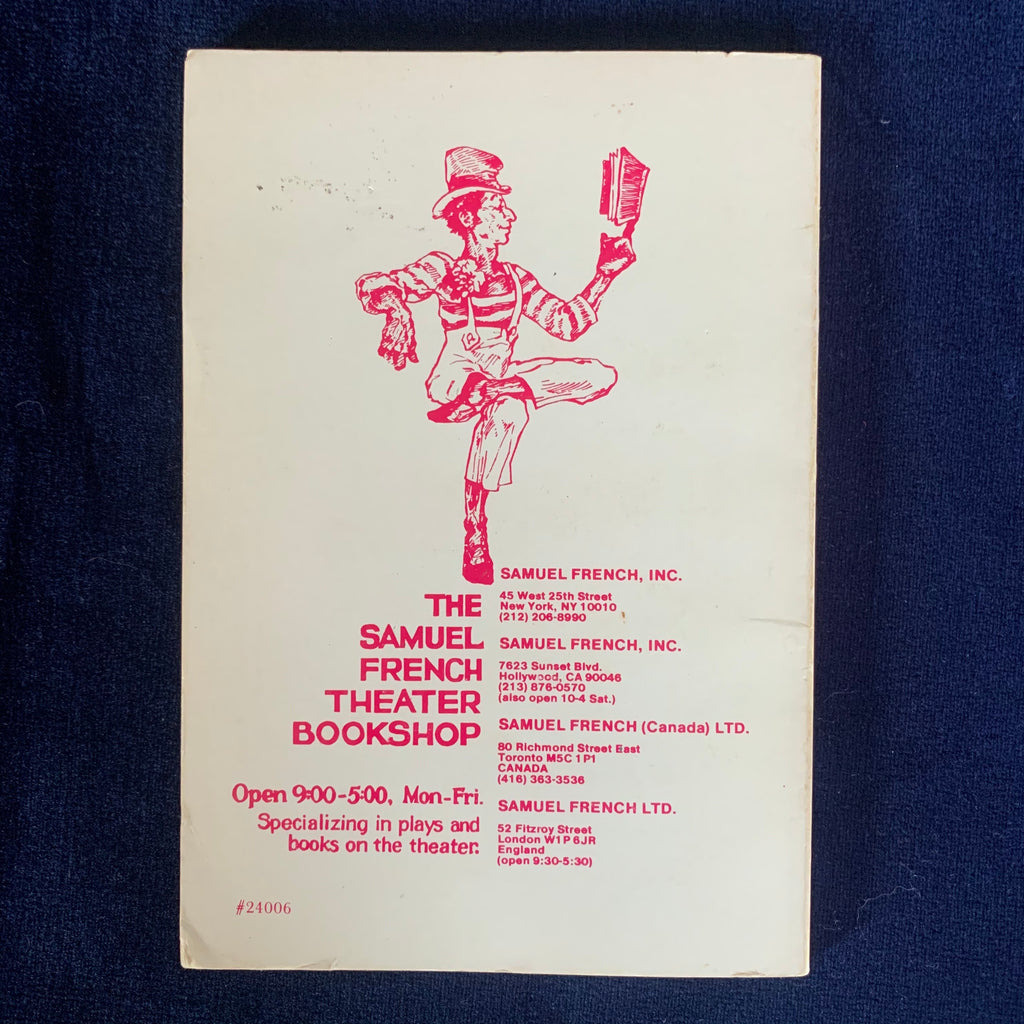 THE
SAMUEL
FRENCH
THEATER
BOOKSHOP
Open 9:00-5:00, Mon-Fri.
Specializing in plays and
books on the theater.
SAMUEL FRENCH, INC.
45 West 25th Street
New York, NY 10010
(212) 206-8990
SAMUEL FRENCH, INC.
7623 Sunset Blvd.
Hollywood, CA 90046
(213) 876-0570
(also open 10-4 Sat.)
SAMUEL FRENCH (Canada) LTD.
80 Richmond Street East
Toronto M5C 1P1
CANADA
(416) 363-3536
SAMUEL FRENCH LTD.
52 Fitzroy Street
London W1P 6JR
England
(open 9:30-5:30)
#24006